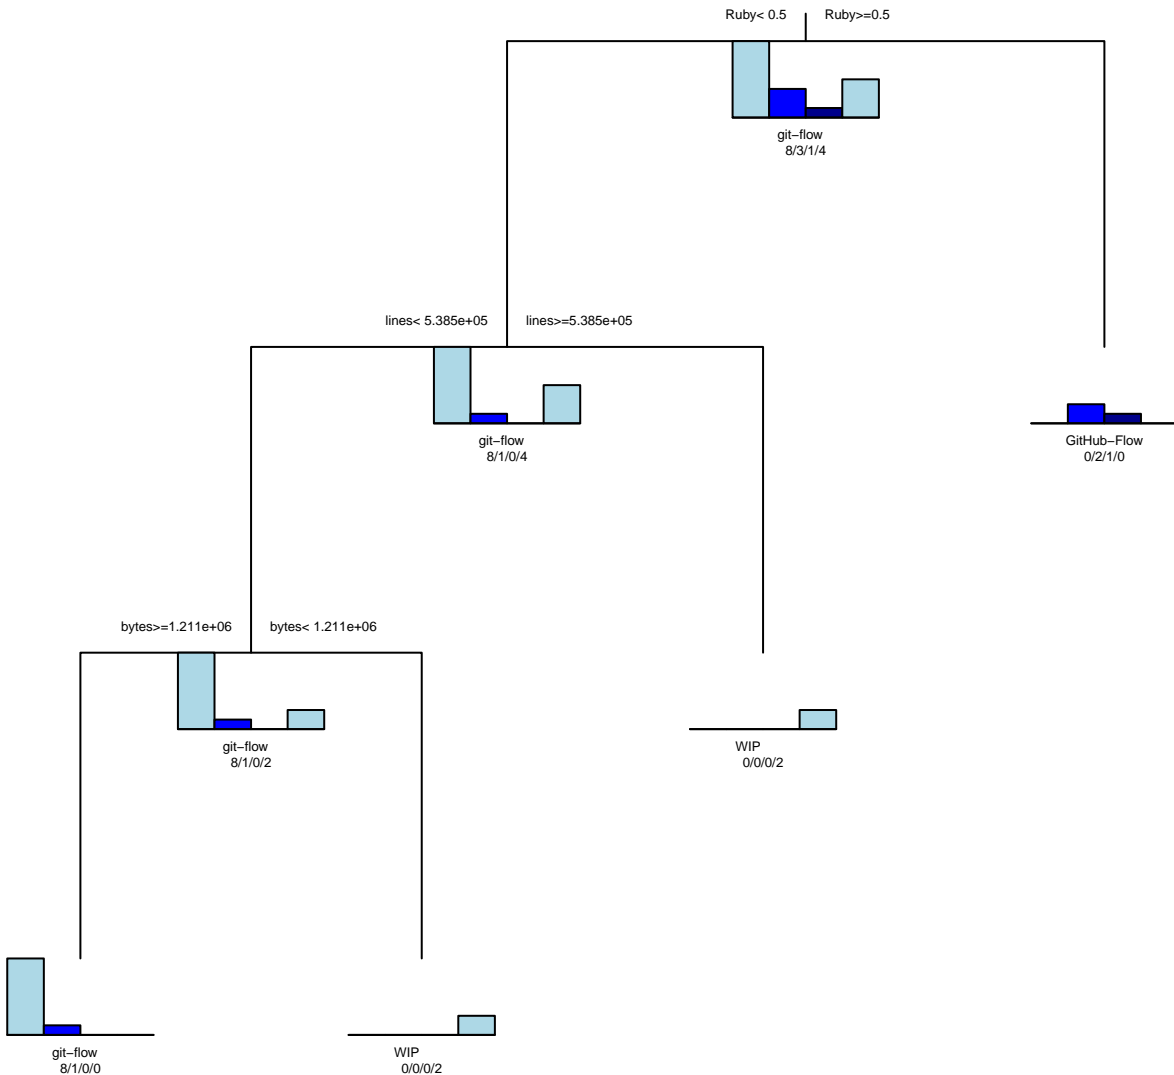 Ruby< 0.5
Ruby>=0.5
git−flow
8/3/1/4
lines< 5.385e+05
lines>=5.385e+05
git−flow
8/1/0/4
GitHub−Flow
0/2/1/0
bytes>=1.211e+06
bytes< 1.211e+06
git−flow
8/1/0/2
WIP
0/0/0/2
git−flow
8/1/0/0
WIP
0/0/0/2